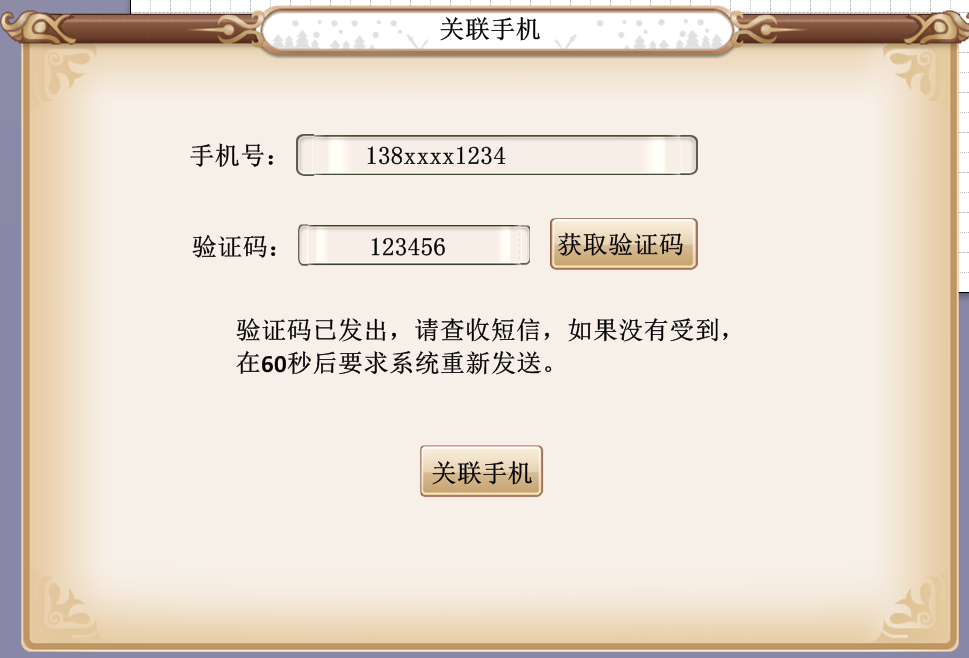 关联手机
手机号：
138xxxx1234
验证码：
123456
获取验证码
验证码已发出，请查收短信，如果没有受到，
在60秒后要求系统重新发送。
关联手机